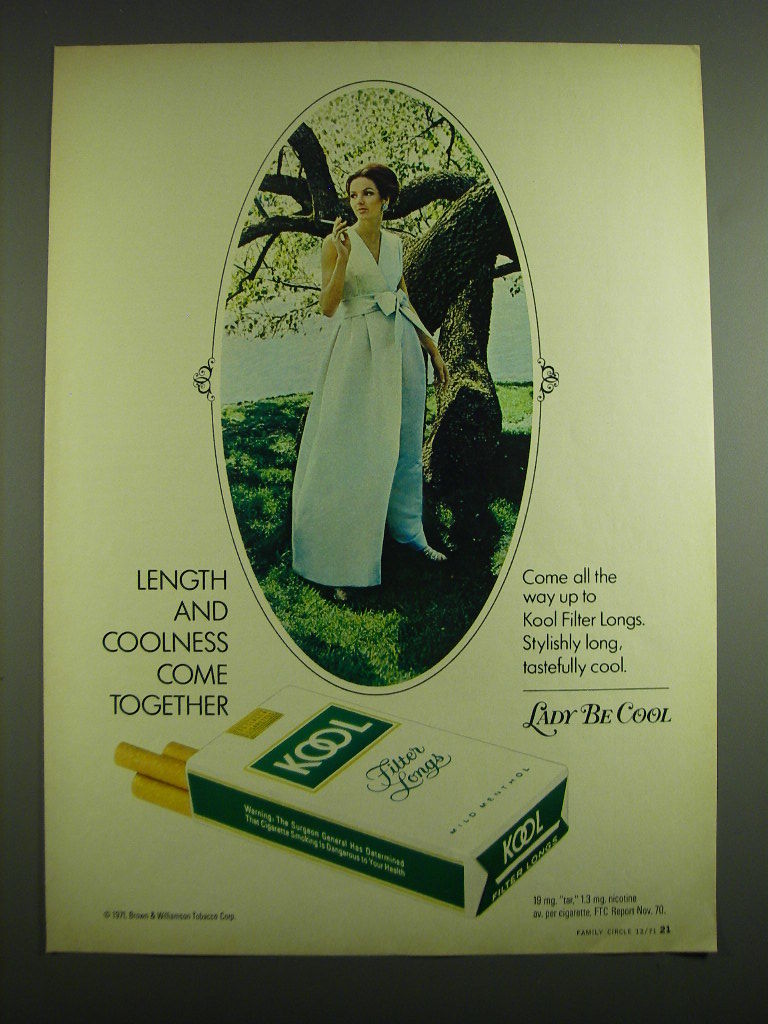 LENGTH
AND
COOLNESS
COME
TOGETHER
Come all the
way up to
Kool Filter Longs.
Stylishly long,
tastefully cool.
LADY BE COOL
KOOL
Filter
Longs
MILD MENTHOL
Warning: The Surgeon General Has Determined
That Cigarette Smoking Is Dangerous to Your Health
KOOL
FILTER LONGS
© 1971, Brown & Williamson Tobacco Corp.
19 mg. "tar," 1.3 mg. nicotine
av. per cigarette, FTC Report Nov. 70.
FAMILY CIRCLE 12/71 21